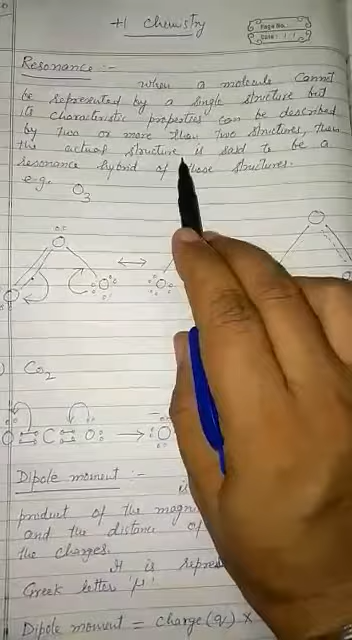 +1 Chemistry
Page No.
Date: / /
Resonance :-
when a molecule cannot
be represented by a single structure but
its characteristic properties can be described
by two or more than two structures, then
the actual structure is said to be a
resonance hybrid of those structures.
e.g. O3
O O
O
) CO2
O = C = O: → :O
Dipole moment :-
is
product of the magn
and the distance of
the charges.
It is repres
Greek letter 'μ'
Dipole moment = charge (q) ×